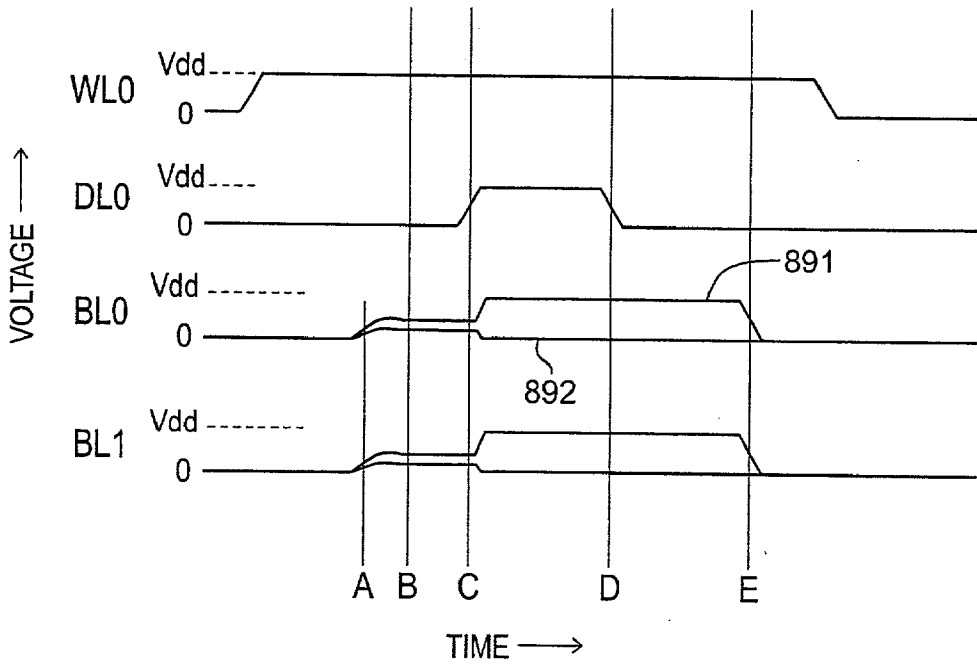 VOLTAGE
WL0
Vdd
0
DL0
Vdd
0
BL0
Vdd
0
891
892
BL1
Vdd
0
A B C D E
TIME